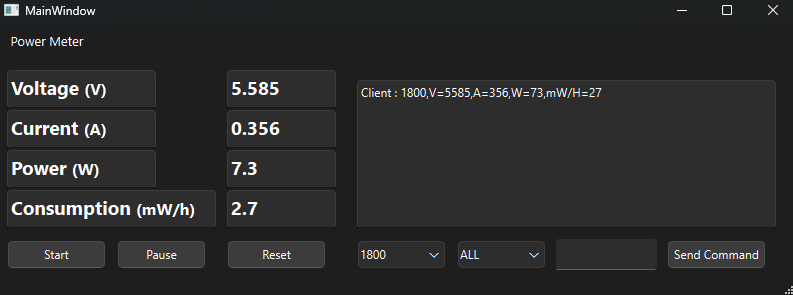 MainWindow
Power Meter
Voltage (V) 5.585
Current (A) 0.356
Power (W) 7.3
Consumption (mW/h) 2.7
Client : 1800,V=5585,A=356,W=73,mW/H=27
Start Pause Reset 1800 ALL Send Command